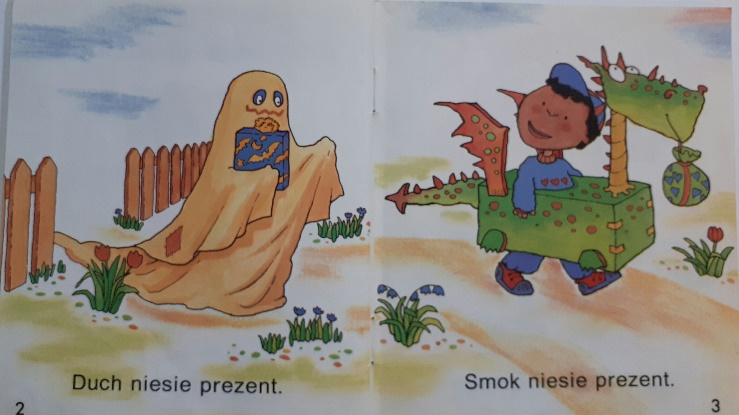 Duch niesie prezent.
2
Smok niesie prezent.
3